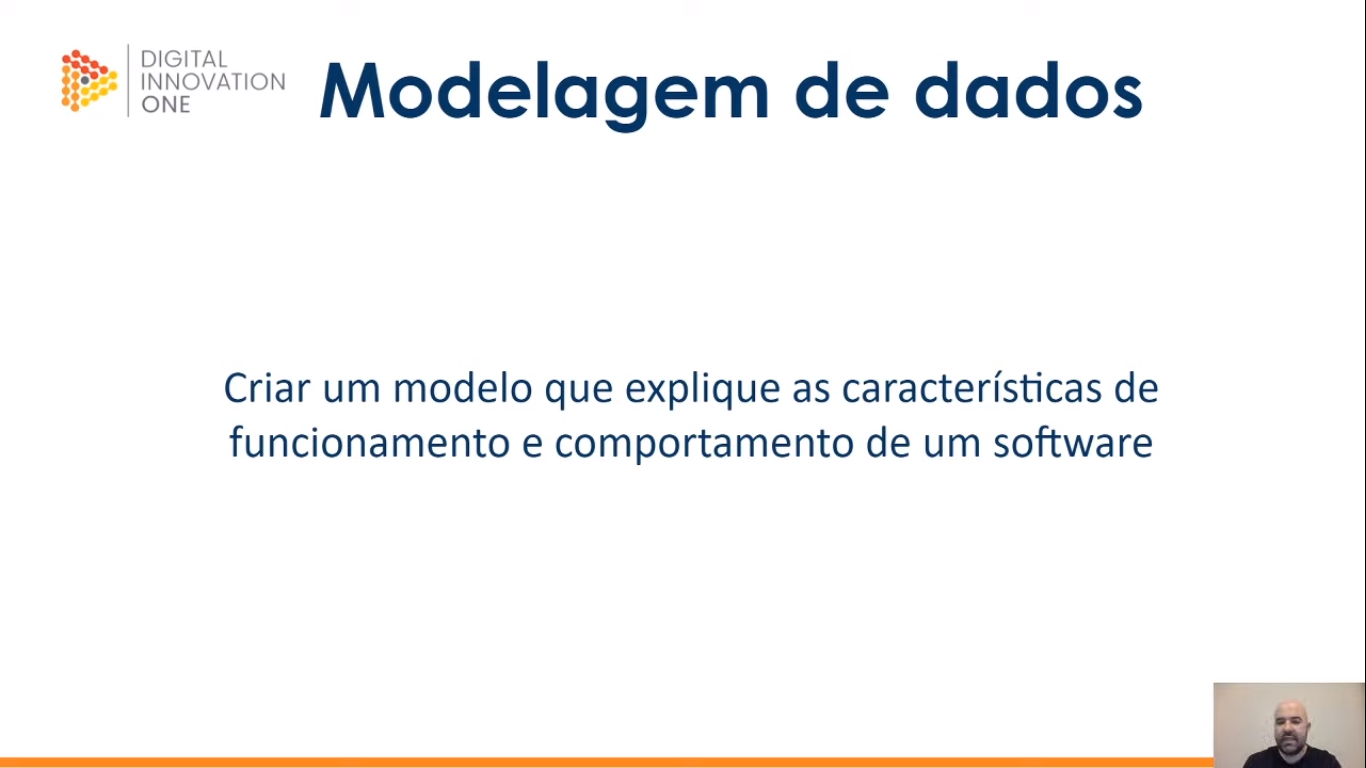 DIGITAL
INNOVATION
ONE
Modelagem de dados
Criar um modelo que explique as características de
funcionamento e comportamento de um software